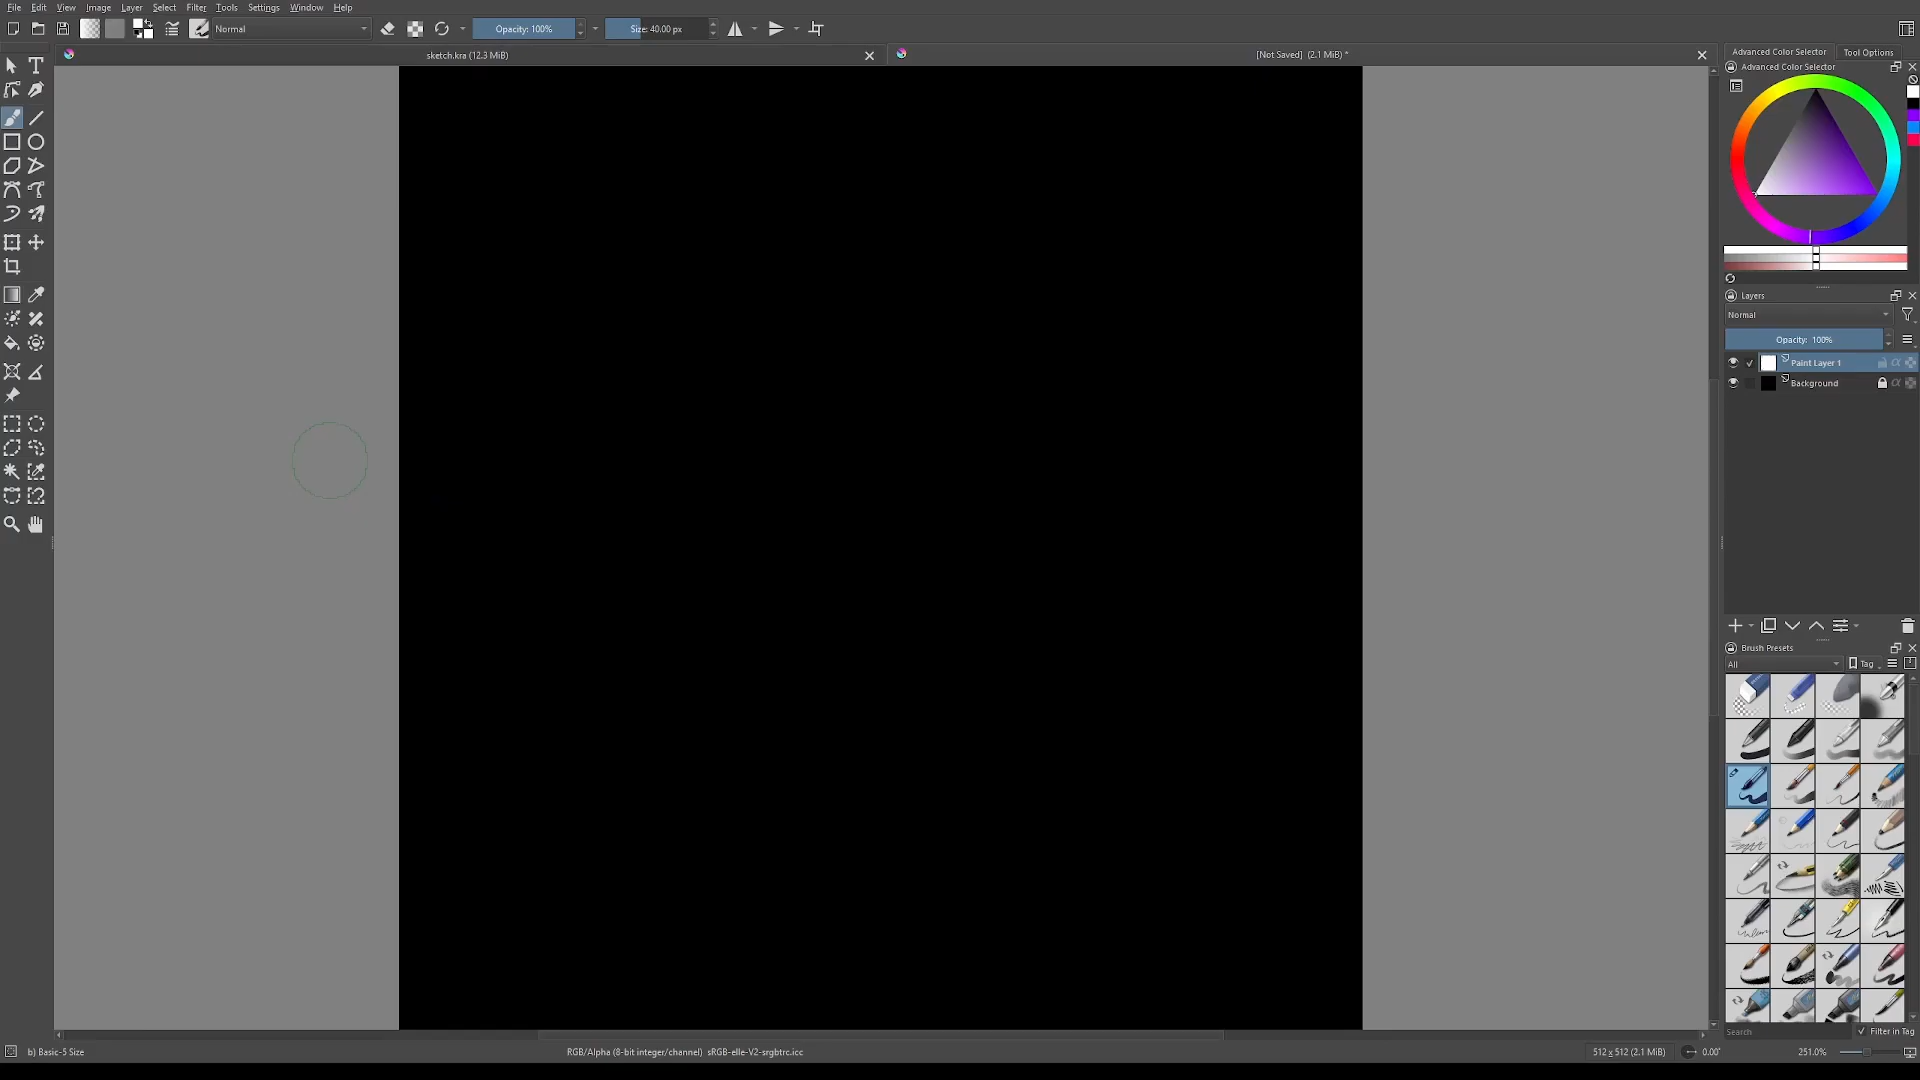 File Edit View Image Layer Select Filter Tools Settings Window Help
Normal
Opacity: 100%
Size: 40.00 px
sketch.kra (12.3 MiB)
[Not Saved] (2.1 MiB) *
Advanced Color Selector
Tool Options
Advanced Color Selector
Layers
Normal
Opacity: 100%
Paint Layer 1
Background
Brush Presets
All
Tag
Search
Filter in Tag
b) Basic-5 Size
RGB/Alpha (8-bit integer/channel) sRGB-elle-V2-srgbtrc.icc
512 x 512 (2.1 MiB)
0.00°
251.0%